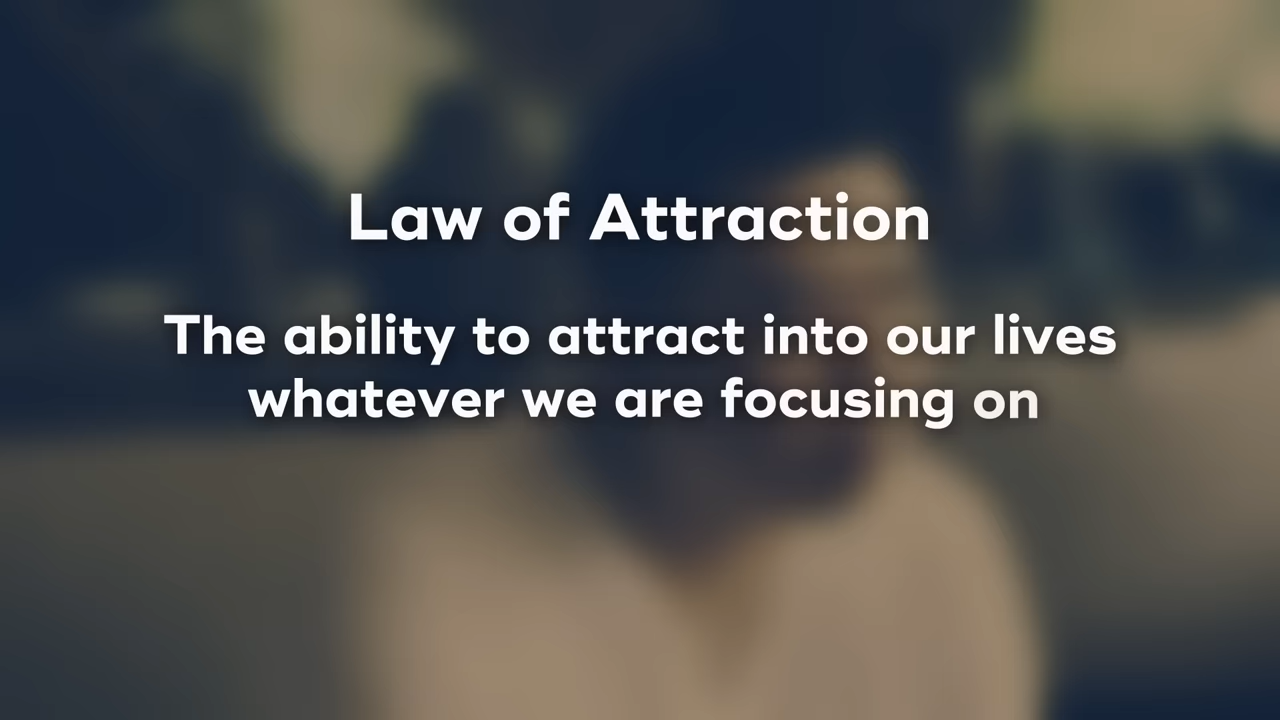 Law of Attraction
The ability to attract into our lives
whatever we are focusing on